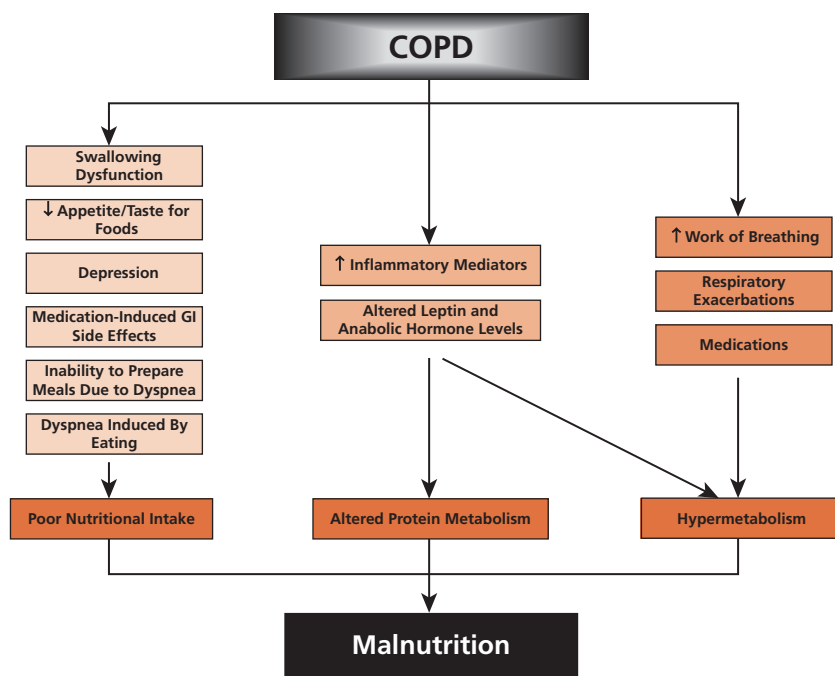 COPD
Swallowing
Dysfunction
↓ Appetite/Taste for
Foods
Depression
Medication-Induced GI
Side Effects
Inability to Prepare
Meals Due to Dyspnea
Dyspnea Induced By
Eating
Poor Nutritional Intake
↑ Inflammatory Mediators
Altered Leptin and
Anabolic Hormone Levels
Altered Protein Metabolism
↑ Work of Breathing
Respiratory
Exacerbations
Medications
Hypermetabolism
Malnutrition